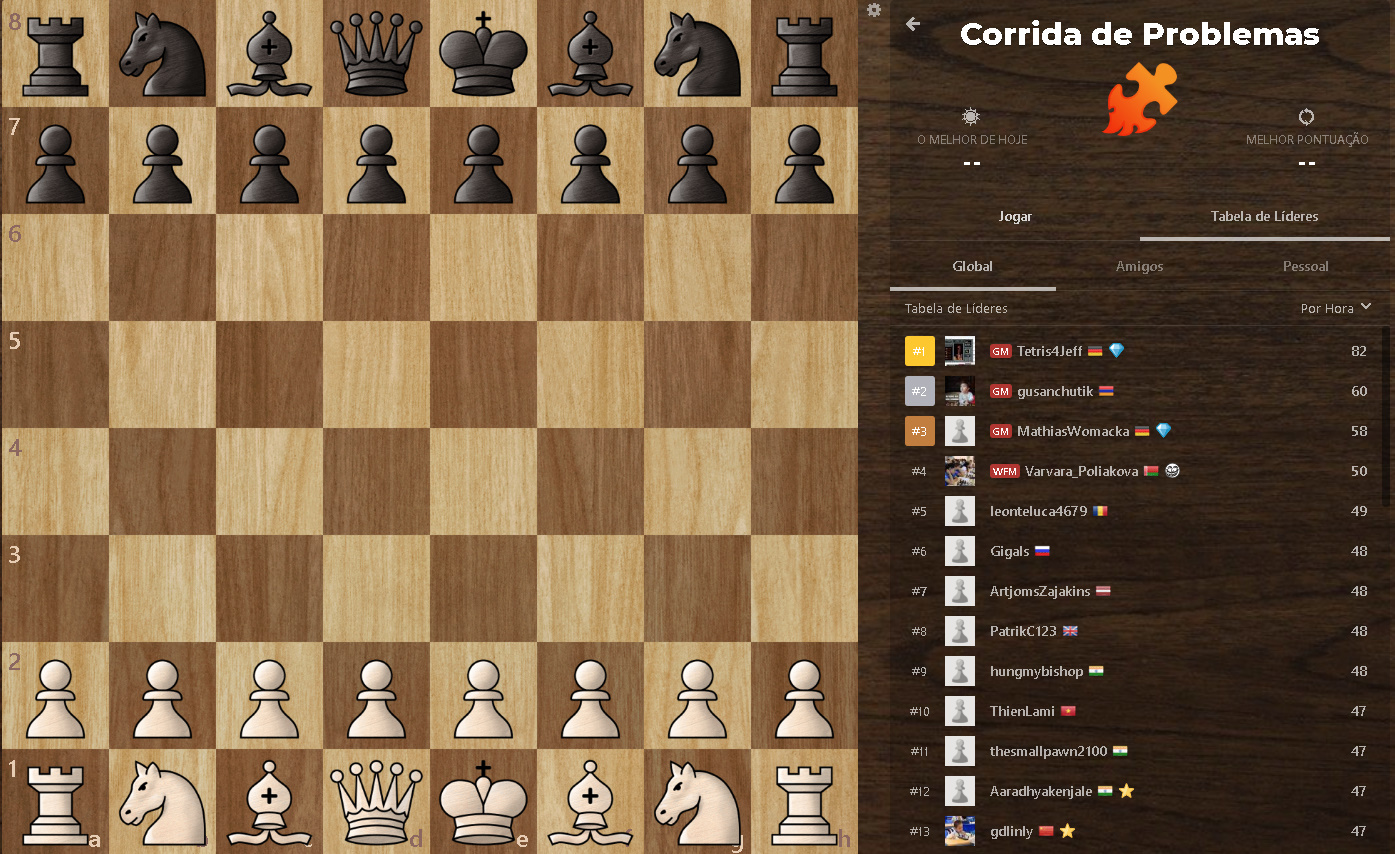 8
7
6
5
4
3
2
1
a
c
d
e
g
h
Corrida de Problemas
O MELHOR DE HOJE
--
MELHOR PONTUAÇÃO
--
Jogar
Tabela de Líderes
Global
Amigos
Pessoal
Tabela de Líderes
Por Hora
#1 GM Tetris4Jeff 82
#2 GM gusanchutik 60
#3 GM MathiasWomacka 58
#4 WFM Varvara_Poliakova 50
#5 leonteluca4679 49
#6 Gigals 48
#7 ArtjomsZajakins 48
#8 PatrikC123 48
#9 hungmybishop 48
#10 ThienLami 47
#11 thesmallpawn2100 47
#12 Aaradhyakenjale 47
#13 gdlinly 47